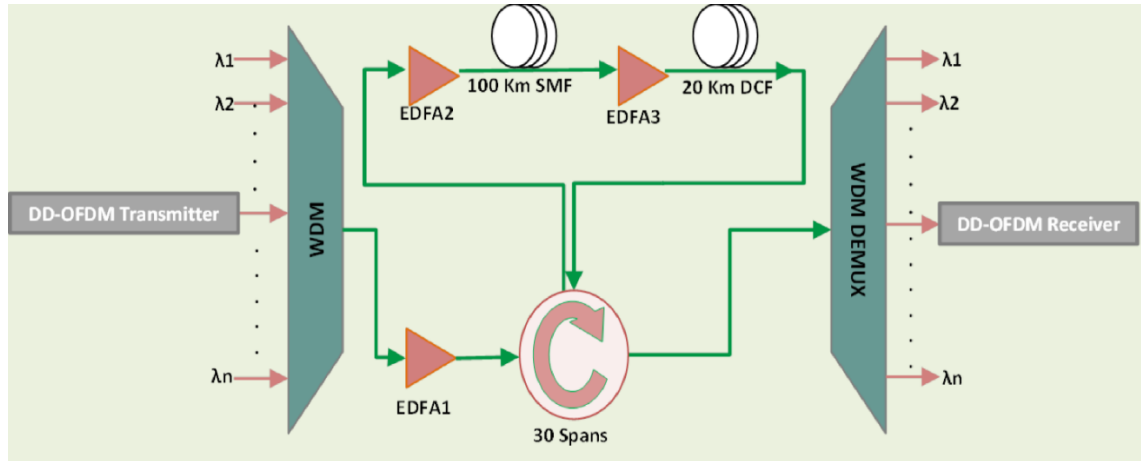 λ1
λ2
DD-OFDM Transmitter
λn
WDM
EDFA1
EDFA2
100 Km SMF
EDFA3
20 Km DCF
30 Spans
WDM DEMUX
λ1
λ2
DD-OFDM Receiver
λn